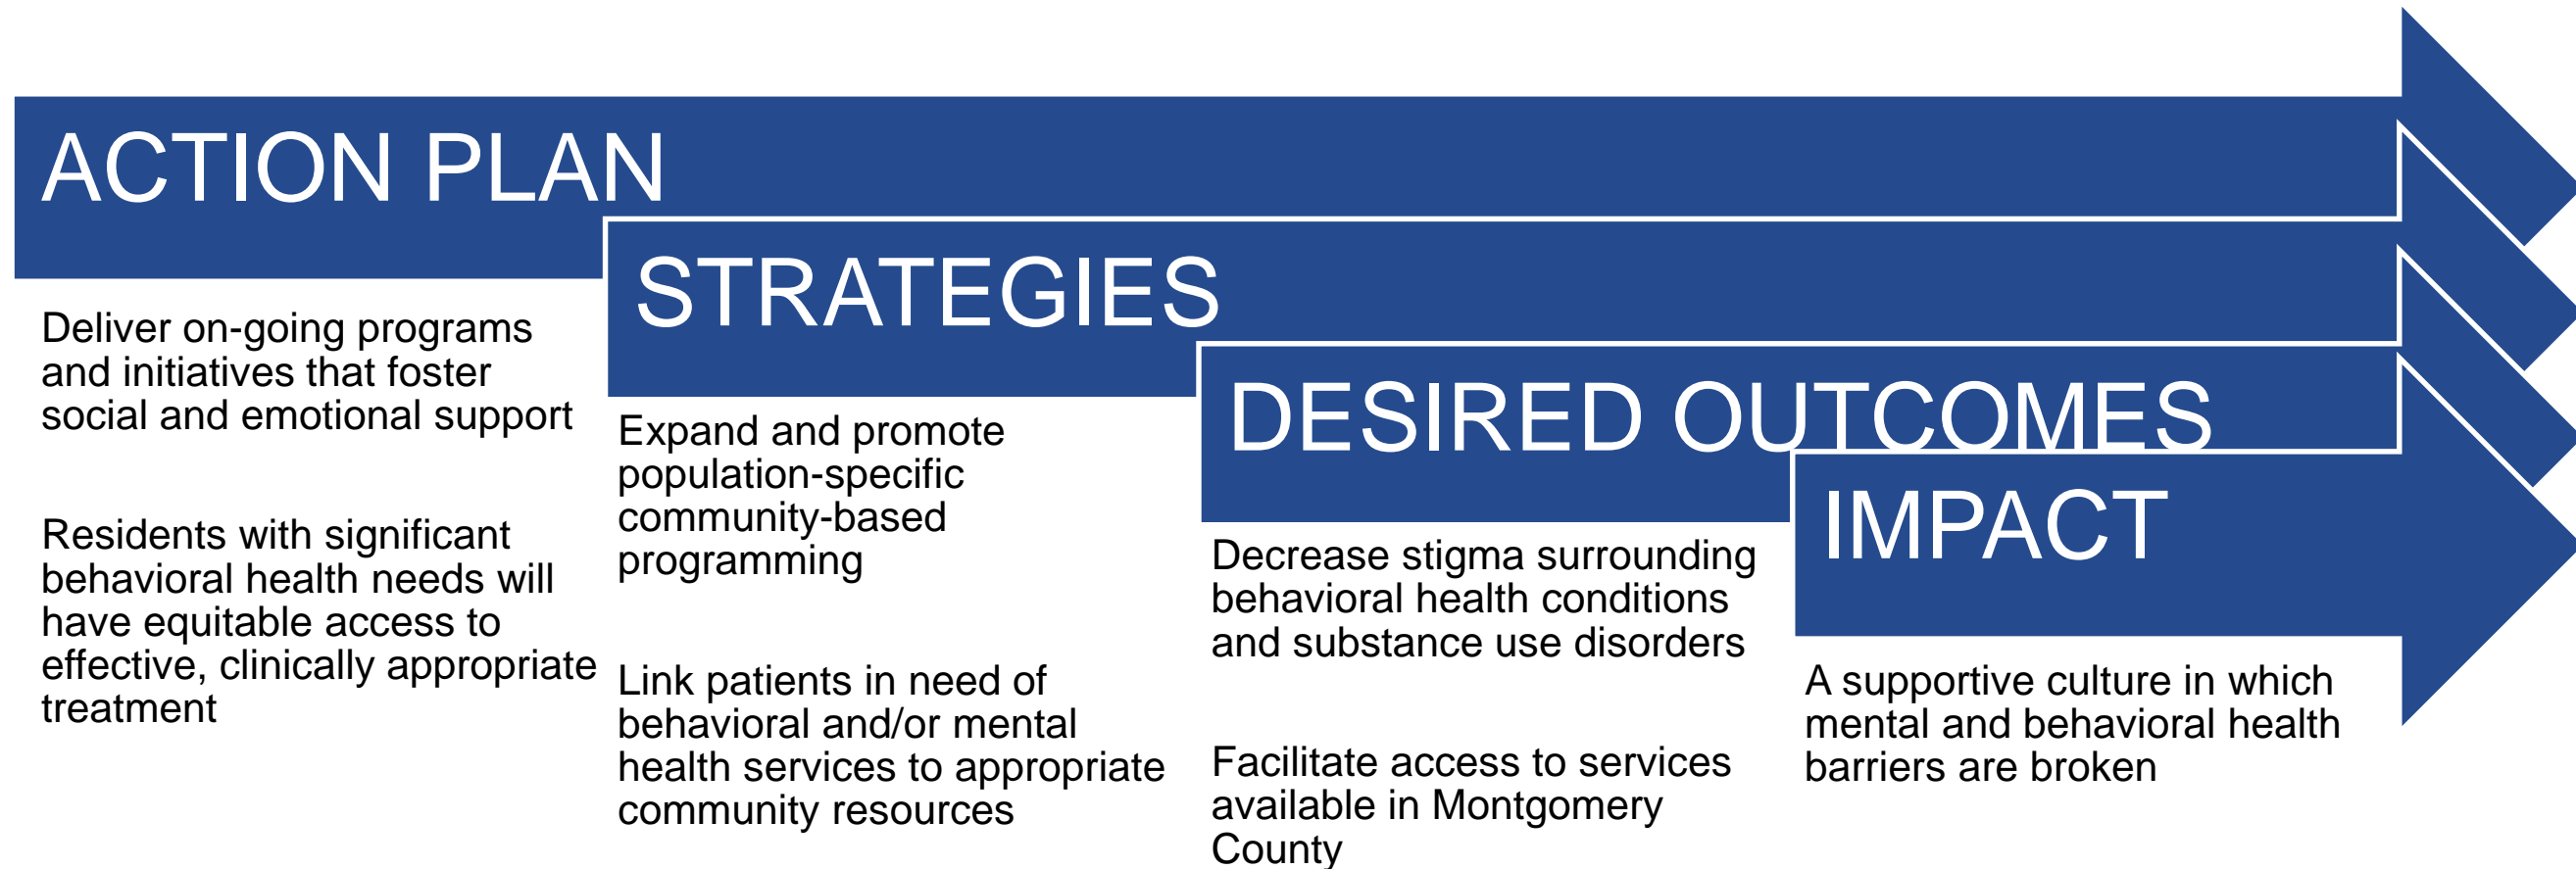 ACTION PLAN
Deliver on-going programs
and initiatives that foster
social and emotional support
Residents with significant
behavioral health needs will
have equitable access to
effective, clinically appropriate
treatment
STRATEGIES
Expand and promote
population-specific
community-based
programming
Link patients in need of
behavioral and/or mental
health services to appropriate
community resources
DESIRED OUTCOMES
Decrease stigma surrounding
behavioral health conditions
and substance use disorders
Facilitate access to services
available in Montgomery
County
IMPACT
A supportive culture in which
mental and behavioral health
barriers are broken